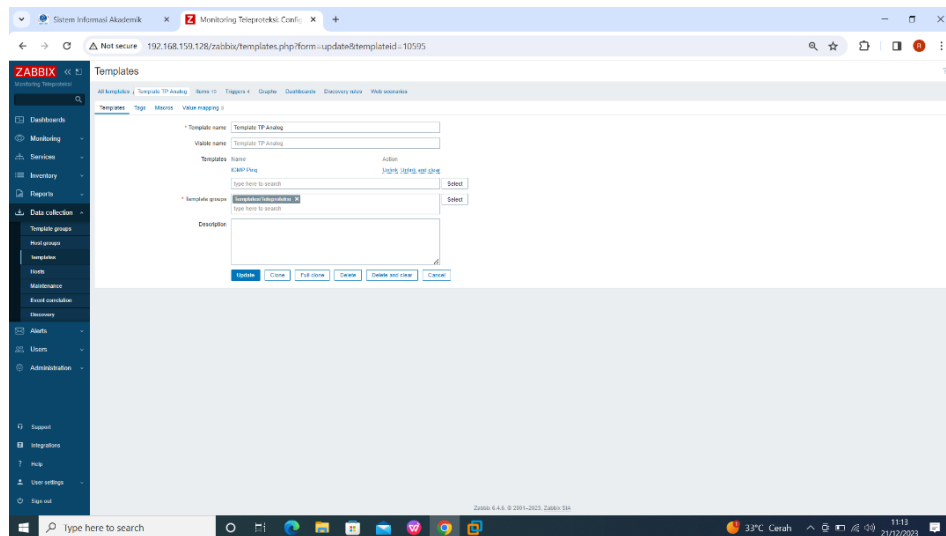 Sistem Informasi Akademik
Monitoring Teleproteksi: Config
Not secure 192.168.159.128/zabbix/templates.php?form=update&templateid=10595
ZABBIX
Monitoring Teleproteksi
Templates
All templates / Template TP Analog Items 10 Triggers 4 Graphs Dashboards Discovery rules Web scenarios
Templates Tags Macros Value mapping
* Template name Template TP Analog
Visible name Template TP Analog
Templates Name Action
ICMP Ping Unlink Unlink and clear
type here to search Select
* Template groups Templates/Teleproteksi Select
type here to search
Description
Update Clone Full clone Delete Delete and clear Cancel
Dashboards
Monitoring
Services
Inventory
Reports
Data collection
Template groups
Host groups
Templates
Hosts
Maintenance
Event correlation
Discovery
Alerts
Users
Administration
Support
Integrations
Help
User settings
Sign out
Zabbix 6.4.6. © 2001–2023, Zabbix SIA
Type here to search
33°C Cerah
11:13
21/12/2023